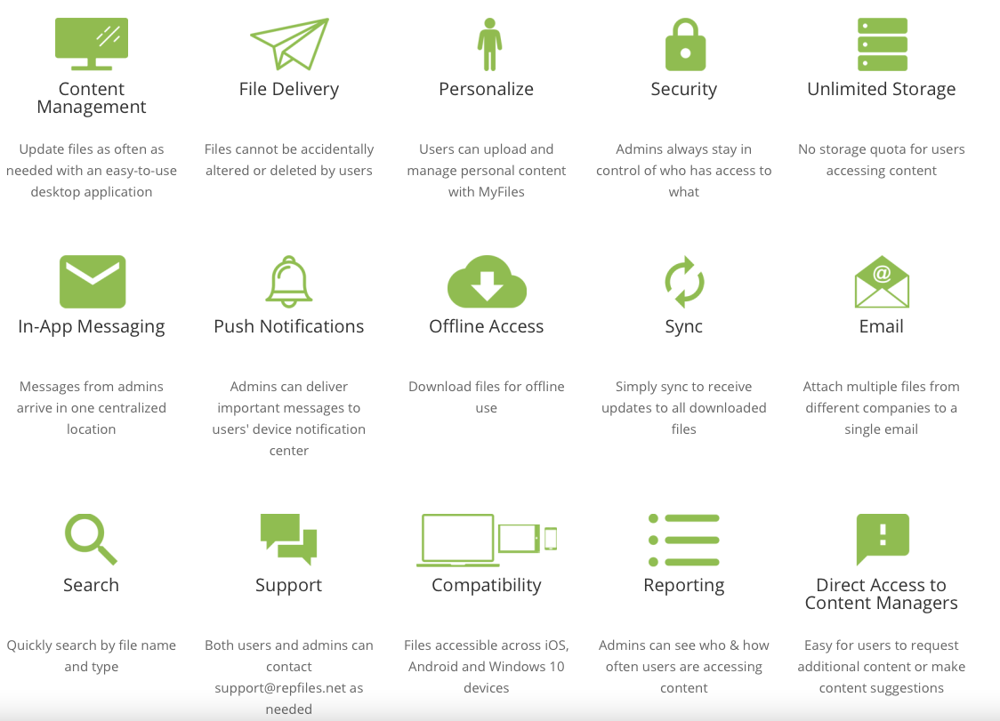 Content
Management
Update files as often as
needed with an easy-to-use
desktop application
File Delivery
Files cannot be accidentally
altered or deleted by users
Personalize
Users can upload and
manage personal content
with MyFiles
Security
Admins always stay in
control of who has access to
what
Unlimited Storage
No storage quota for users
accessing content
In-App Messaging
Messages from admins
arrive in one centralized
location
Push Notifications
Admins can deliver
important messages to
users' device notification
center
Offline Access
Download files for offline
use
Sync
Simply sync to receive
updates to all downloaded
files
@
Email
Attach multiple files from
different companies to a
single email
Search
Quickly search by file name
and type
Support
Both users and admins can
contact
support@repfiles.net as
needed
Compatibility
Files accessible across iOS,
Android and Windows 10
devices
Reporting
Admins can see who & how
often users are accessing
content
!
Direct Access to
Content Managers
Easy for users to request
additional content or make
content suggestions